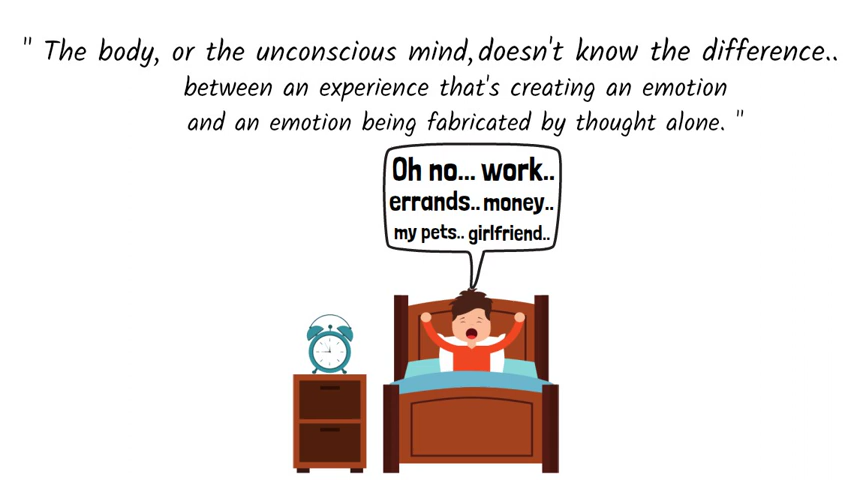 " The body, or the unconscious mind, doesn't know the difference..
between an experience that's creating an emotion
and an emotion being fabricated by thought alone. "
Oh no... work..
errands.. money..
my pets.. girlfriend..